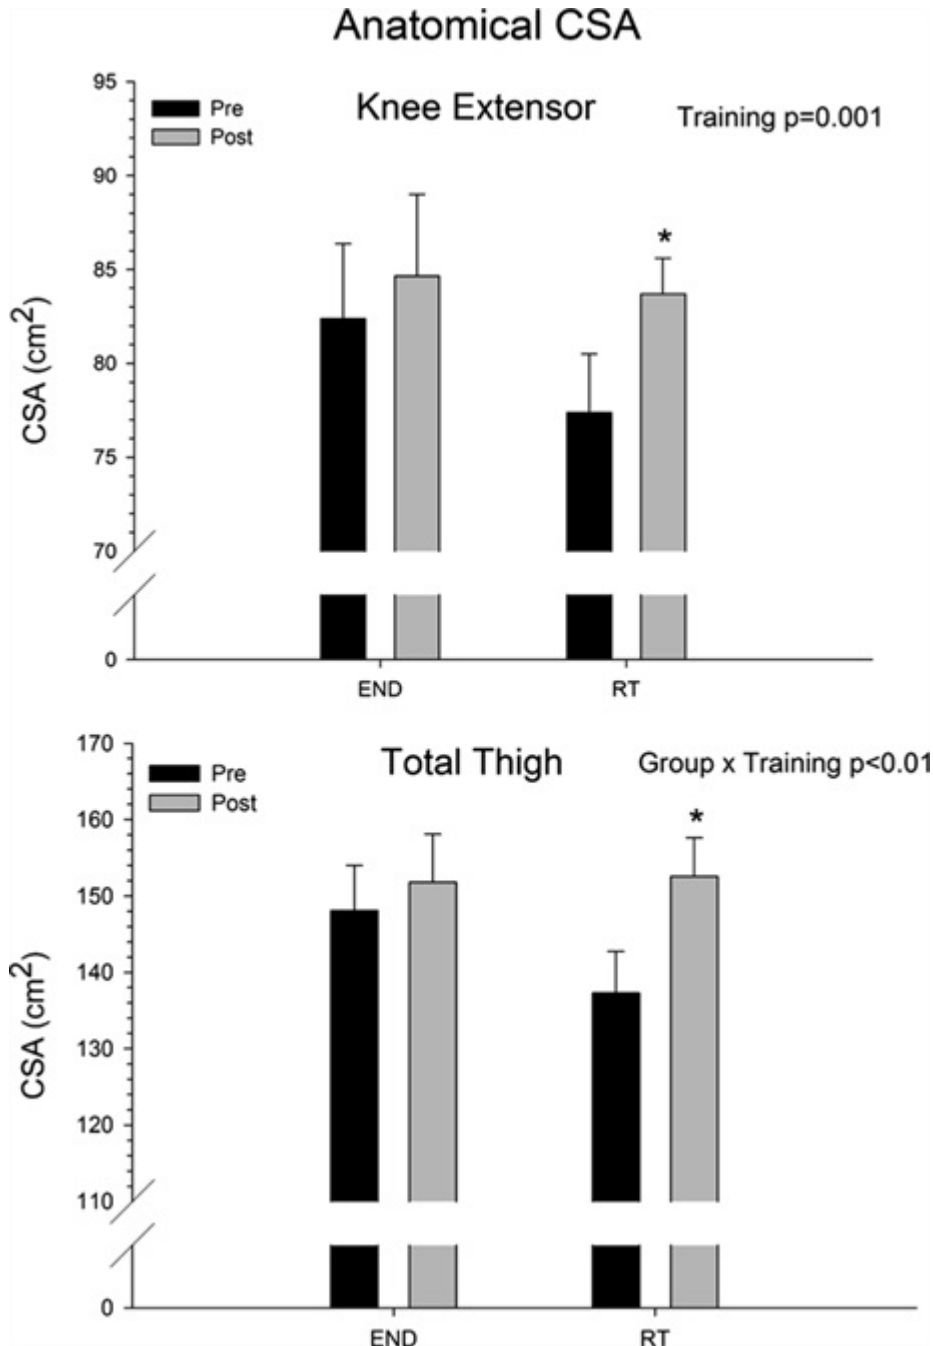 Anatomical CSA
Knee Extensor
Training p=0.001
Pre
Post
95
90
85
80
75
70
0
CSA (cm²)
*
END RT
Total Thigh
Group x Training p<0.01
Pre
Post
170
160
150
140
130
120
110
0
CSA (cm²)
*
END RT